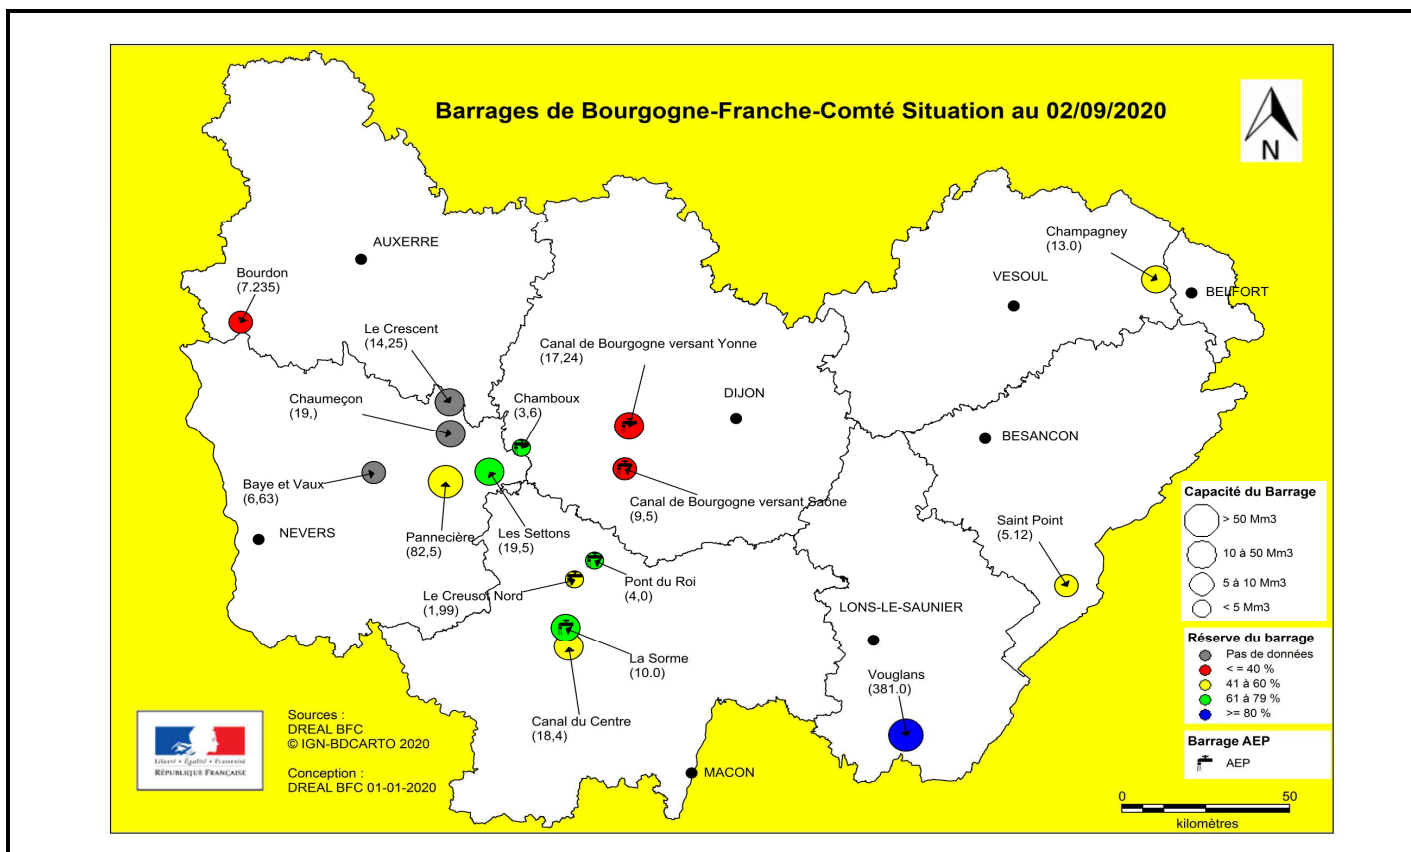 Barrages de Bourgogne-Franche-Comté Situation au 02/09/2020
N
AUXERRE
Bourdon
(7.235)
Le Crescent
(14,25)
Canal de Bourgogne versant Yonne
(17,24)
Champagney
(13.0)
VESOUL
BELFORT
Chaumeçon
(19,)
Chamboux
(3,6)
DIJON
BESANCON
Baye et Vaux
(6,63)
NEVERS
Pannecière
(82,5)
Les Settons
(19,5)
Canal de Bourgogne versant Saône
(9,5)
Saint Point
(5.12)
Le Creusot Nord
(1,99)
Pont du Roi
(4,0)
LONS-LE-SAUNIER
La Sorme
(10.0)
Vouglans
(381.0)
Canal du Centre
(18,4)
MACON
Capacité du Barrage
> 50 Mm3
10 à 50 Mm3
5 à 10 Mm3
< 5 Mm3
Réserve du barrage
Pas de données
< = 40 %
41 à 60 %
61 à 79 %
>= 80 %
Barrage AEP
AEP
0 50
kilomètres
Liberté • Égalité • Fraternité
RÉPUBLIQUE FRANÇAISE
Sources :
DREAL BFC
© IGN-BDCARTO 2020
Conception :
DREAL BFC 01-01-2020